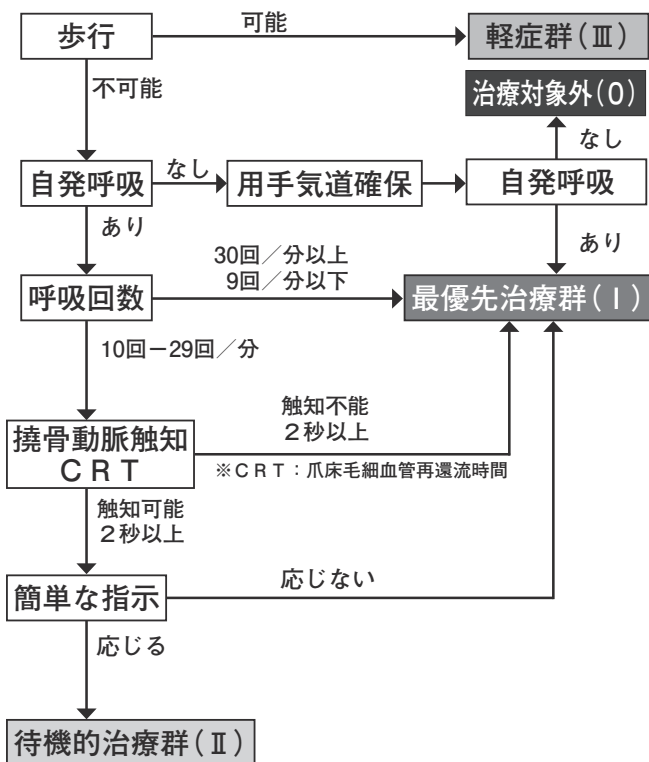 歩行
可能
軽症群(Ⅲ)
不可能
治療対象外(0)
なし
自発呼吸
なし
用手気道確保
自発呼吸
あり
あり
30回／分以上
9回／分以下
呼吸回数
最優先治療群(Ⅰ)
10回－29回／分
触知不能
2秒以上
撓骨動脈触知
CRT
※CRT：爪床毛細血管再還流時間
触知可能
2秒以上
簡単な指示
応じない
応じる
待機的治療群(Ⅱ)